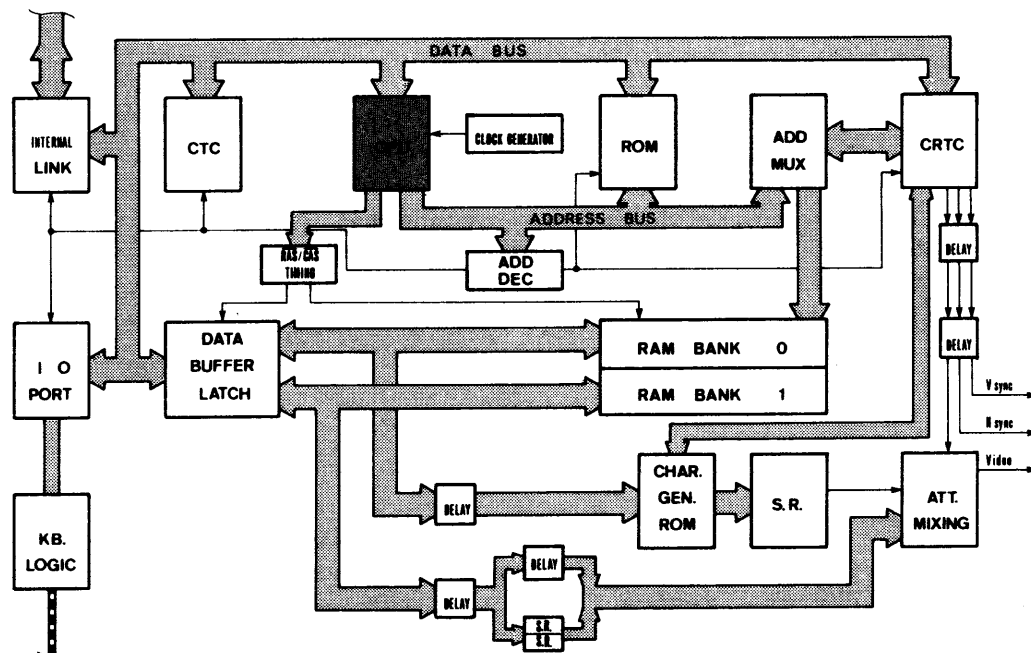 DATA BUS
INTERNAL
LINK
CTC
CPU
CLOCK GENERATOR
ROM
ADD
MUX
CRTC
ADDRESS BUS
RAS/CAS
TIMING
ADD
DEC
DELAY
I O
PORT
DATA
BUFFER
LATCH
RAM BANK 0
RAM BANK 1
DELAY
V sync
H sync
Video
KB.
LOGIC
DELAY
CHAR.
GEN.
ROM
S.R.
ATT.
MIXING
DELAY
DELAY
S.R.
S.R.